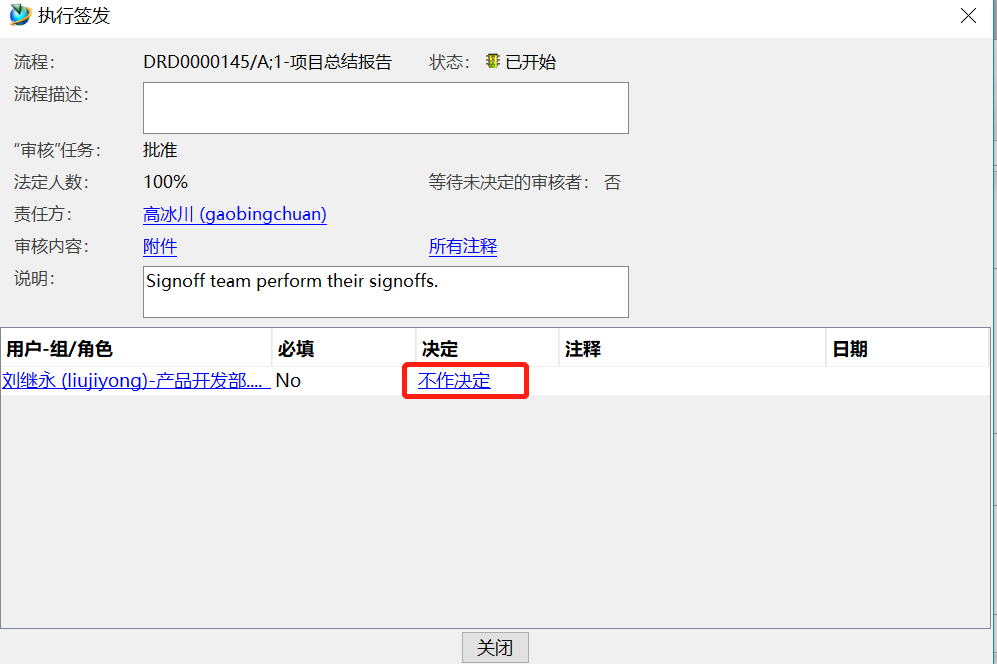 执行签发
流程： DRD0000145/A;1-项目总结报告 状态： 已开始
流程描述：
“审核”任务： 批准
法定人数： 100% 等待未决定的审核者： 否
责任方： 高冰川 (gaobingchuan)
审核内容： 附件 所有注释
说明： Signoff team perform their signoffs.
用户-组/角色 必填 决定 注释 日期
刘继永 (liujiyong)-产品开发部.... No 不作决定
关闭